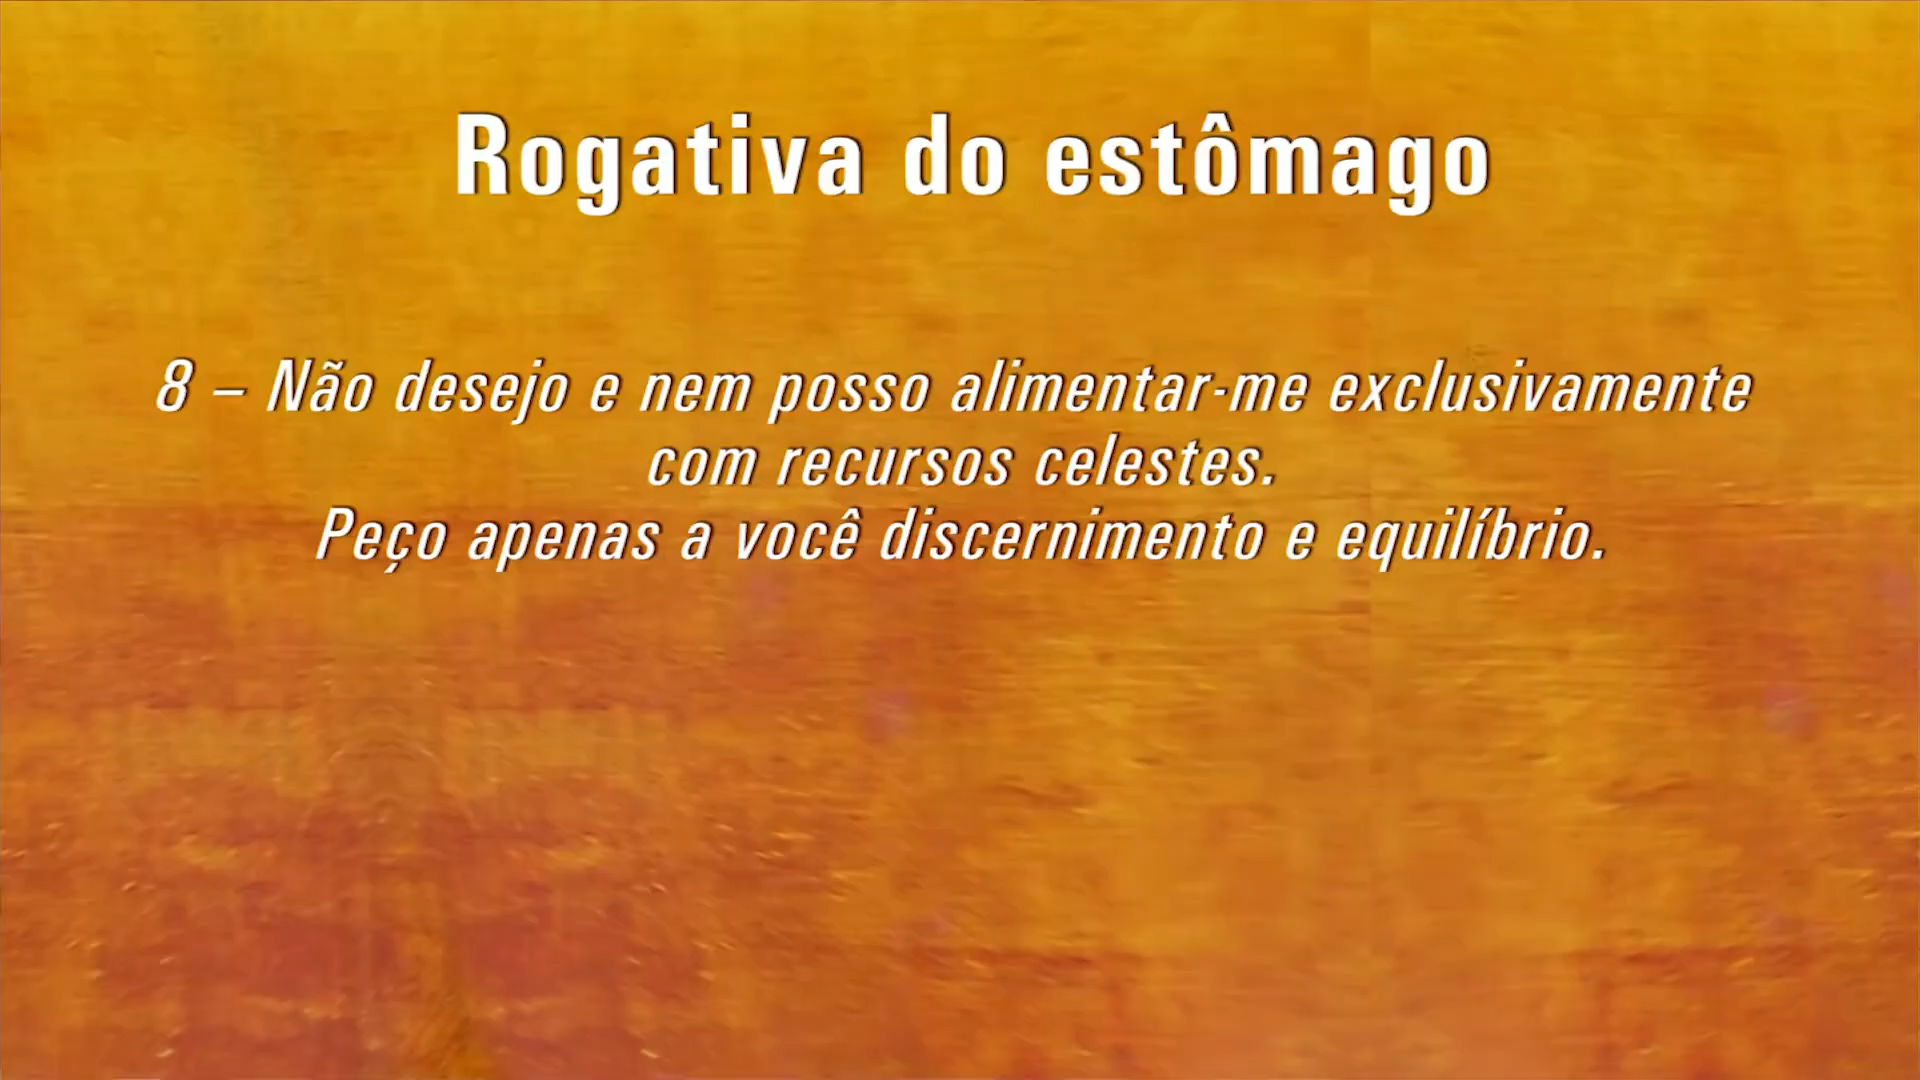 Rogativa do estômago
8 – Não desejo e nem posso alimentar-me exclusivamente
com recursos celestes.
Peço apenas a você discernimento e equilíbrio.